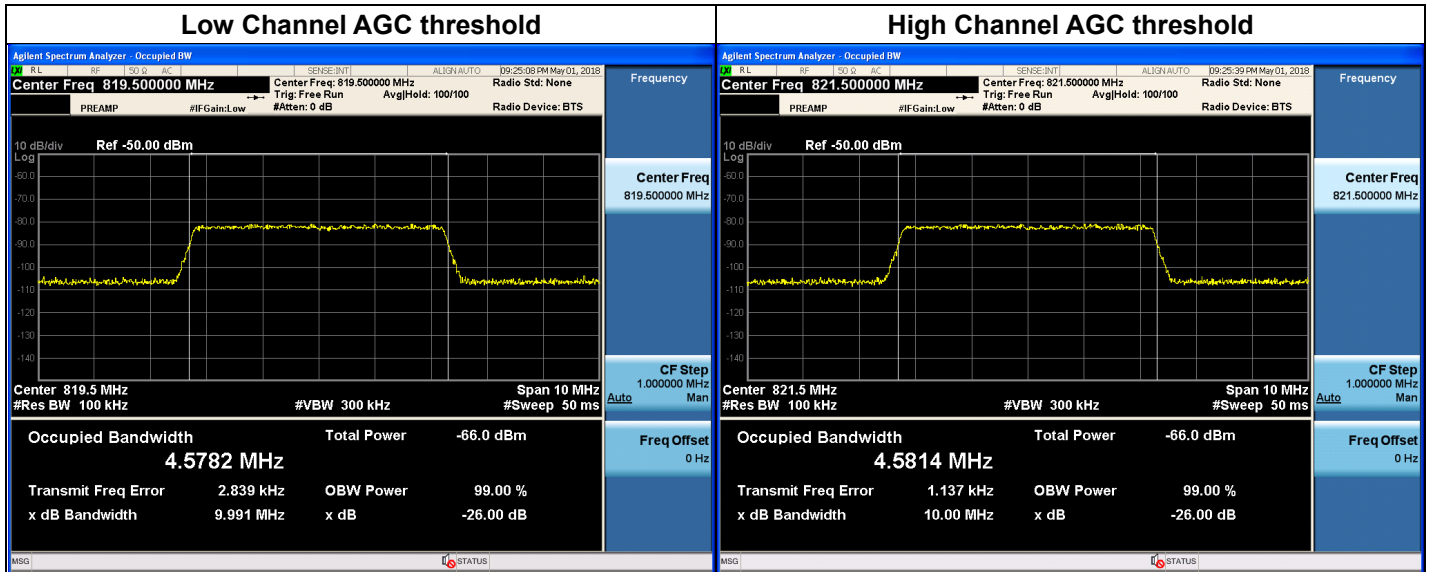 Low Channel AGC threshold
High Channel AGC threshold
Agilent Spectrum Analyzer - Occupied BW
LXI RL RF 50 Ω AC SENSE:INT ALIGN AUTO 09:25:08 PM May 01, 2018
Center Freq 819.500000 MHz
Center Freq: 819.500000 MHz
Radio Std: None
Trig: Free Run Avg|Hold: 100/100
PREAMP #IFGain:Low #Atten: 0 dB Radio Device: BTS
10 dB/div Ref -50.00 dBm
Log
-60.0
-70.0
-80.0
-90.0
-100
-110
-120
-130
-140
Center 819.5 MHz Span 10 MHz
#Res BW 100 kHz #VBW 300 kHz #Sweep 50 ms
Occupied Bandwidth Total Power -66.0 dBm
4.5782 MHz
Transmit Freq Error 2.839 kHz OBW Power 99.00 %
x dB Bandwidth 9.991 MHz x dB -26.00 dB
MSG STATUS
Frequency
Center Freq
819.500000 MHz
CF Step
1.000000 MHz
Auto Man
Freq Offset
0 Hz
Agilent Spectrum Analyzer - Occupied BW
LXI RL RF 50 Ω AC SENSE:INT ALIGN AUTO 09:25:39 PM May 01, 2018
Center Freq 821.500000 MHz
Center Freq: 821.500000 MHz
Radio Std: None
Trig: Free Run Avg|Hold: 100/100
PREAMP #IFGain:Low #Atten: 0 dB Radio Device: BTS
10 dB/div Ref -50.00 dBm
Log
-60.0
-70.0
-80.0
-90.0
-100
-110
-120
-130
-140
Center 821.5 MHz Span 10 MHz
#Res BW 100 kHz #VBW 300 kHz #Sweep 50 ms
Occupied Bandwidth Total Power -66.0 dBm
4.5814 MHz
Transmit Freq Error 1.137 kHz OBW Power 99.00 %
x dB Bandwidth 10.00 MHz x dB -26.00 dB
MSG STATUS
Frequency
Center Freq
821.500000 MHz
CF Step
1.000000 MHz
Auto Man
Freq Offset
0 Hz